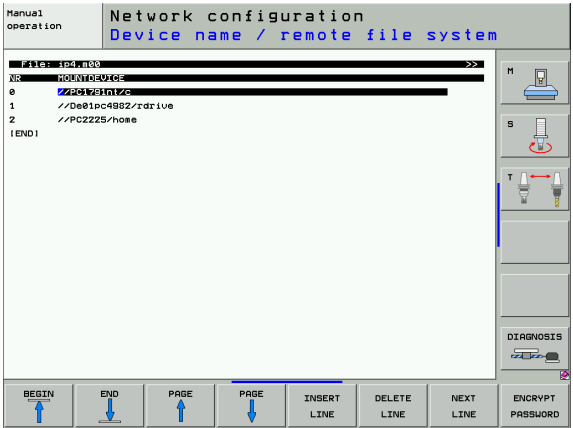 Manual
operation
Network configuration
Device name / remote file system
File: ip4.m00 >>
NR MOUNTDEVICE
0 //PC1791nt/c
1 //De01pc4982/rdrive
2 //PC2225/home
[END]
M
S
T
DIAGNOSIS
BEGIN
END
PAGE
PAGE
INSERT
LINE
DELETE
LINE
NEXT
LINE
ENCRYPT
PASSWORD